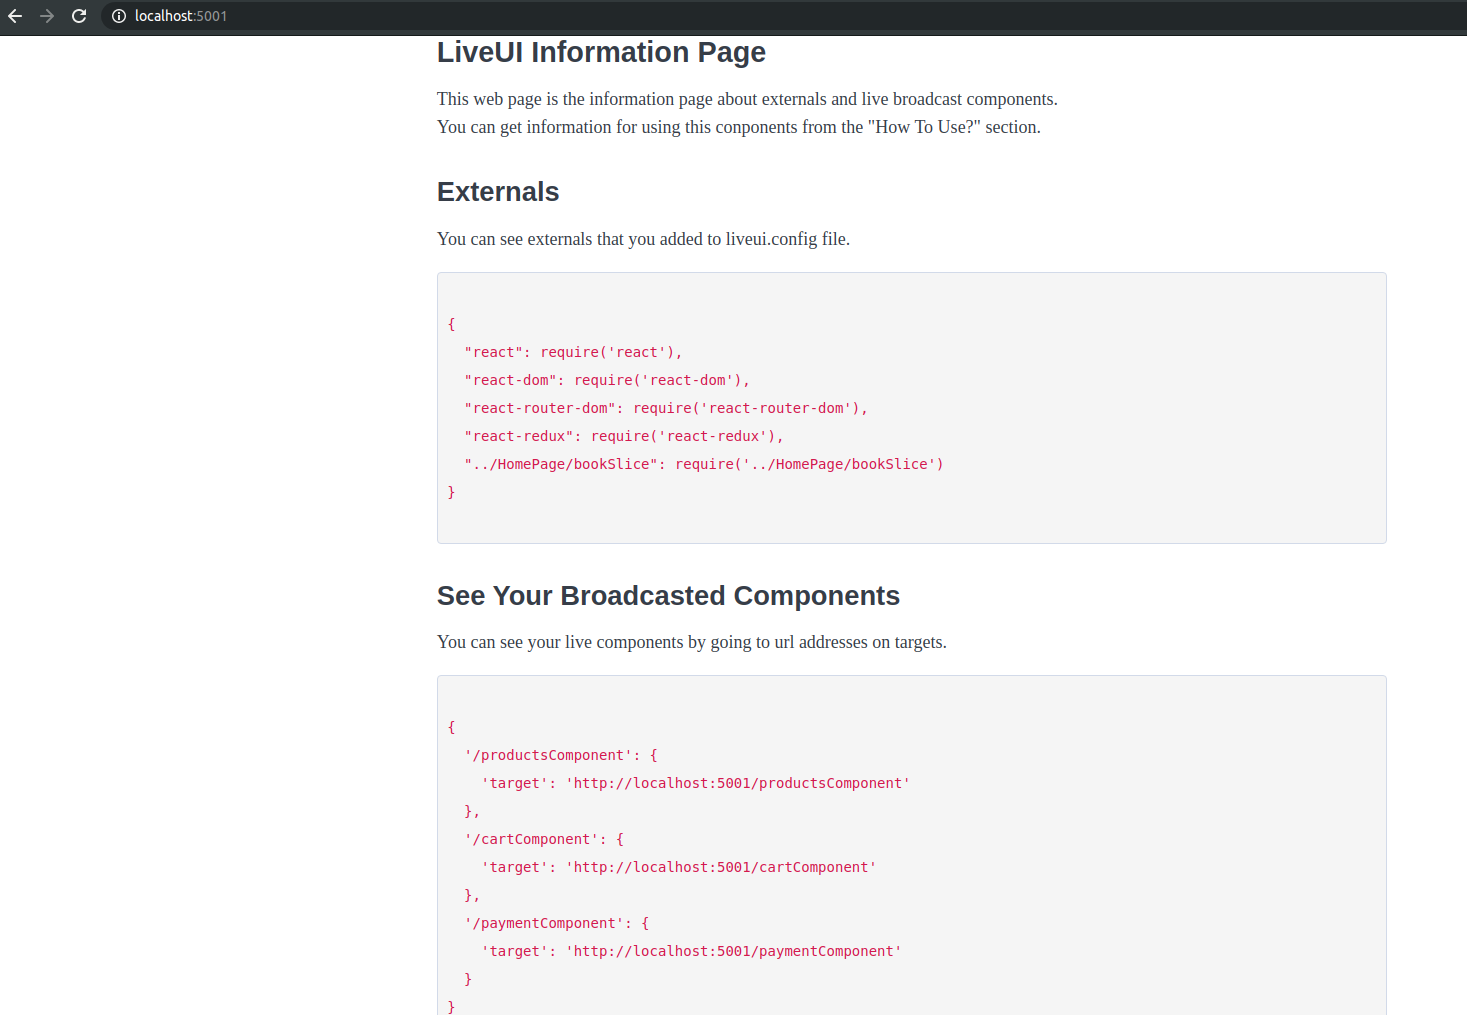 localhost:5001
LiveUI Information Page
This web page is the information page about externals and live broadcast components.
You can get information for using this conponents from the "How To Use?" section.
Externals
You can see externals that you added to liveui.config file.
{
  "react": require('react'),
  "react-dom": require('react-dom'),
  "react-router-dom": require('react-router-dom'),
  "react-redux": require('react-redux'),
  "../HomePage/bookSlice": require('../HomePage/bookSlice')
}
See Your Broadcasted Components
You can see your live components by going to url addresses on targets.
{
  '/productsComponent': {
    'target': 'http://localhost:5001/productsComponent'
  },
  '/cartComponent': {
    'target': 'http://localhost:5001/cartComponent'
  },
  '/paymentComponent': {
    'target': 'http://localhost:5001/paymentComponent'
  }
}